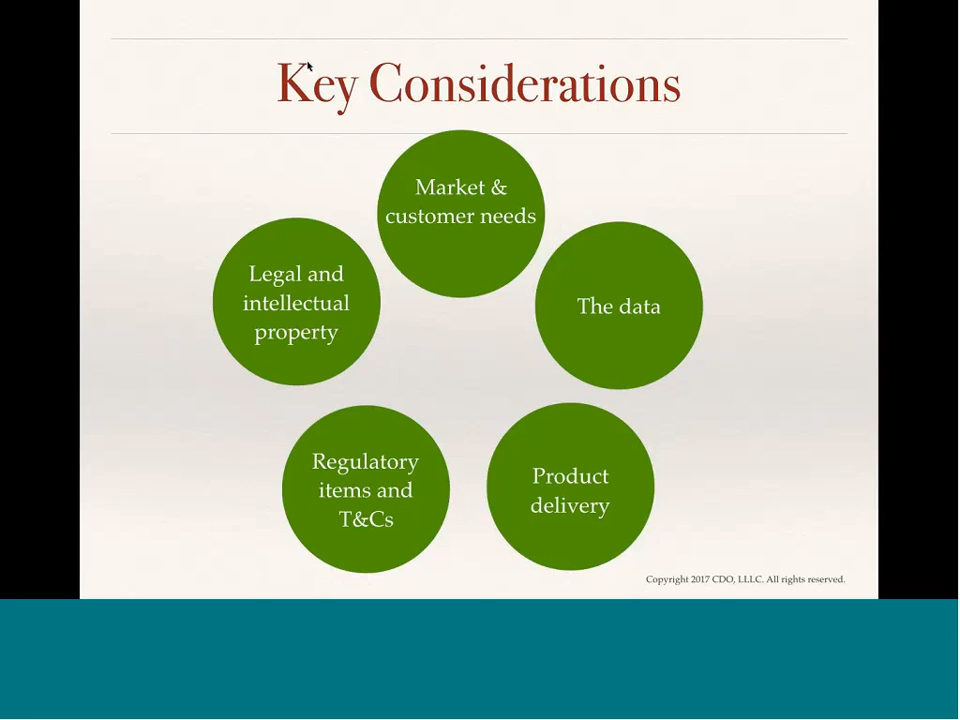 Key Considerations
Market &
customer needs
Legal and
intellectual
property
The data
Regulatory
items and
T&Cs
Product
delivery
Copyright 2017 CDO, LLLC. All rights reserved.